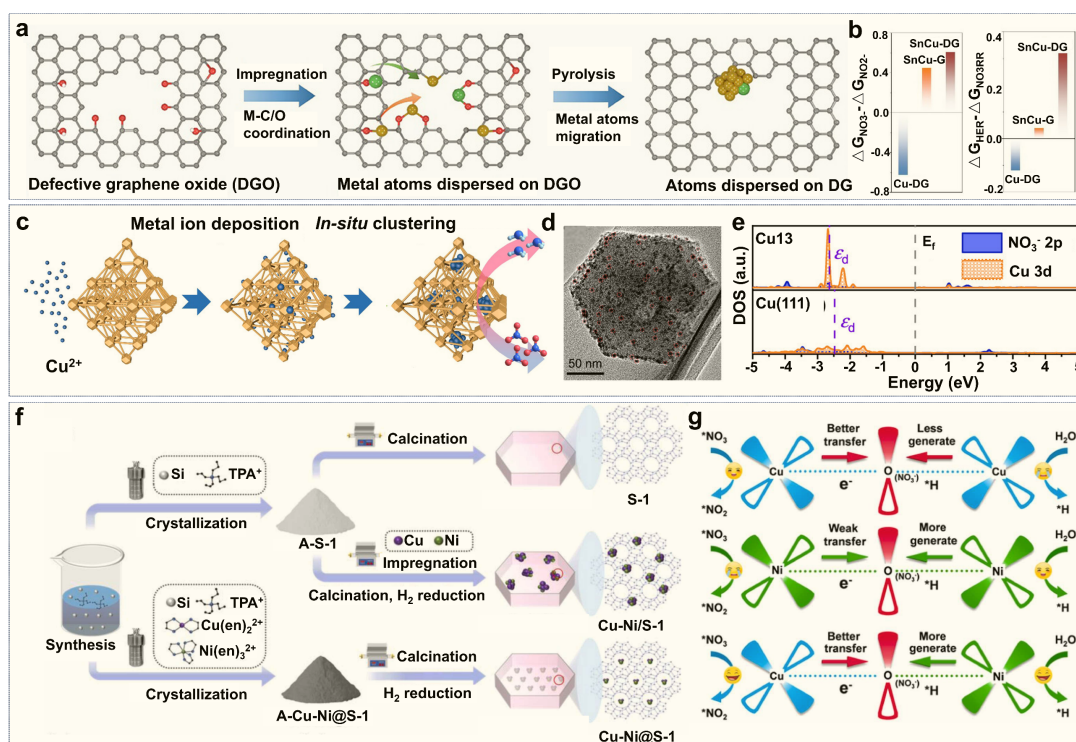 a
Impregnation
M-C/O
coordination
Pyrolysis
Metal atoms
migration
Defective graphene oxide (DGO)
Metal atoms dispersed on DGO
Atoms dispersed on DG
b
△ G_NO3- - △ G_NO2-
0.8
0.4
0.0
-0.4
-0.8
SnCu-DG
SnCu-G
Cu-DG
△ G_HER - △ G_NO3RR
0.4
0.2
0.0
-0.2
SnCu-DG
SnCu-G
Cu-DG
c
Metal ion deposition
In-situ clustering
Cu²⁺
d
50 nm
e
DOS (a.u.)
Cu13
ε_d
E_f
NO₃⁻ 2p
Cu 3d
Cu(111)
ε_d
-5 -4 -3 -2 -1 0 1 2 3 4 5
Energy (eV)
f
Synthesis
Si TPA⁺
Crystallization
A-S-1
Calcination
S-1
Cu Ni
Impregnation
Calcination, H₂ reduction
Cu-Ni/S-1
Si TPA⁺
Cu(en)₂²⁺
Ni(en)₃²⁺
Crystallization
A-Cu-Ni@S-1
Calcination
H₂ reduction
Cu-Ni@S-1
g
*NO₃
Better
transfer
Less
generate
H₂O
Cu
O
(NO₃⁻)
Cu
e⁻
*H
*NO₂
*H
*NO₃
Weak
transfer
More
generate
H₂O
Ni
O
(NO₃⁻)
Ni
e⁻
*H
*NO₂
*H
*NO₃
Better
transfer
More
generate
H₂O
Cu
O
(NO₃⁻)
Ni
e⁻
*H
*NO₂
*H